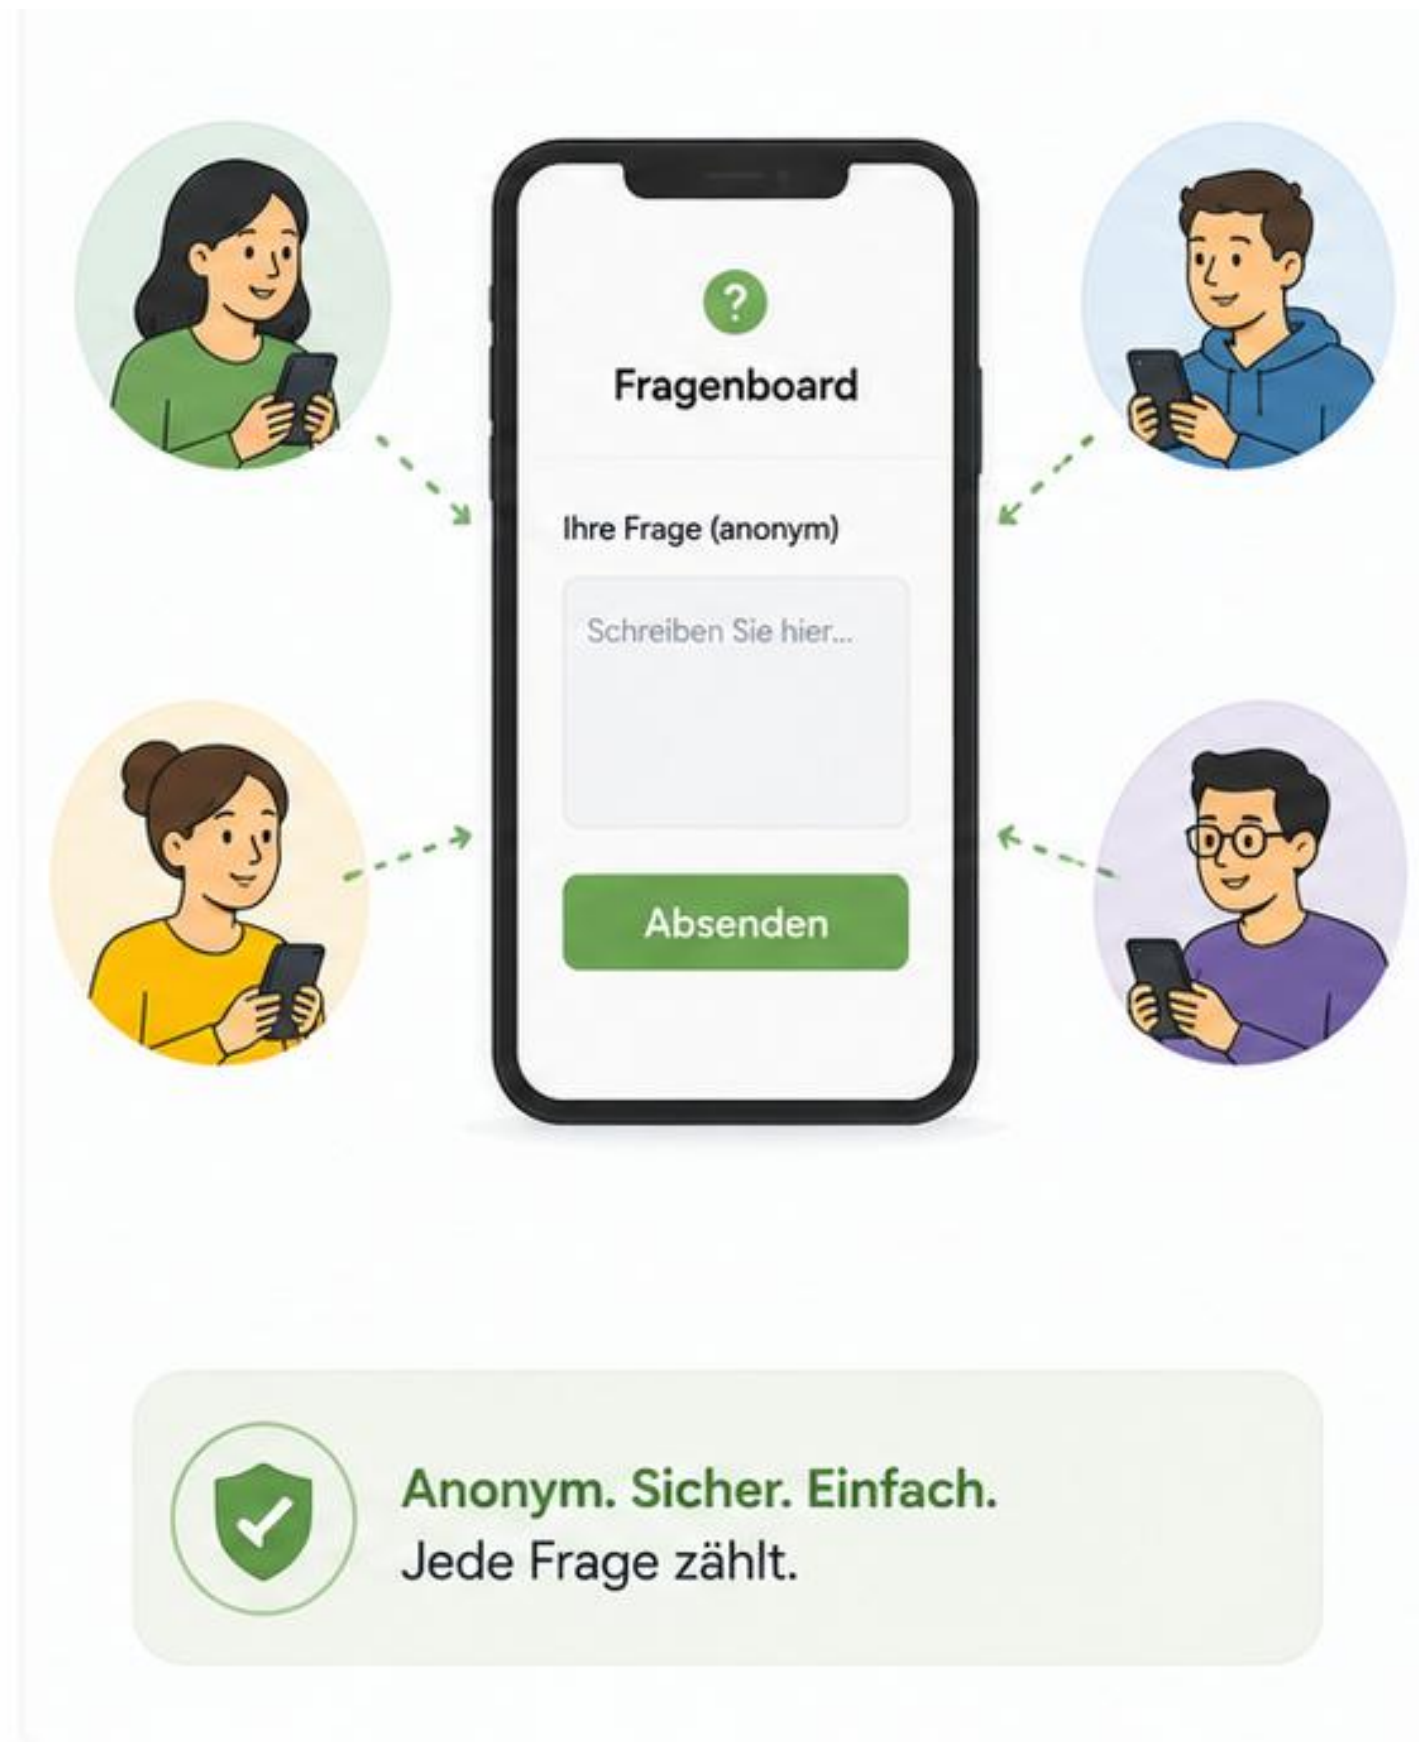 ?
Fragenboard
Ihre Frage (anonym)
Schreiben Sie hier...
Absenden
Anonym. Sicher. Einfach.
Jede Frage zählt.